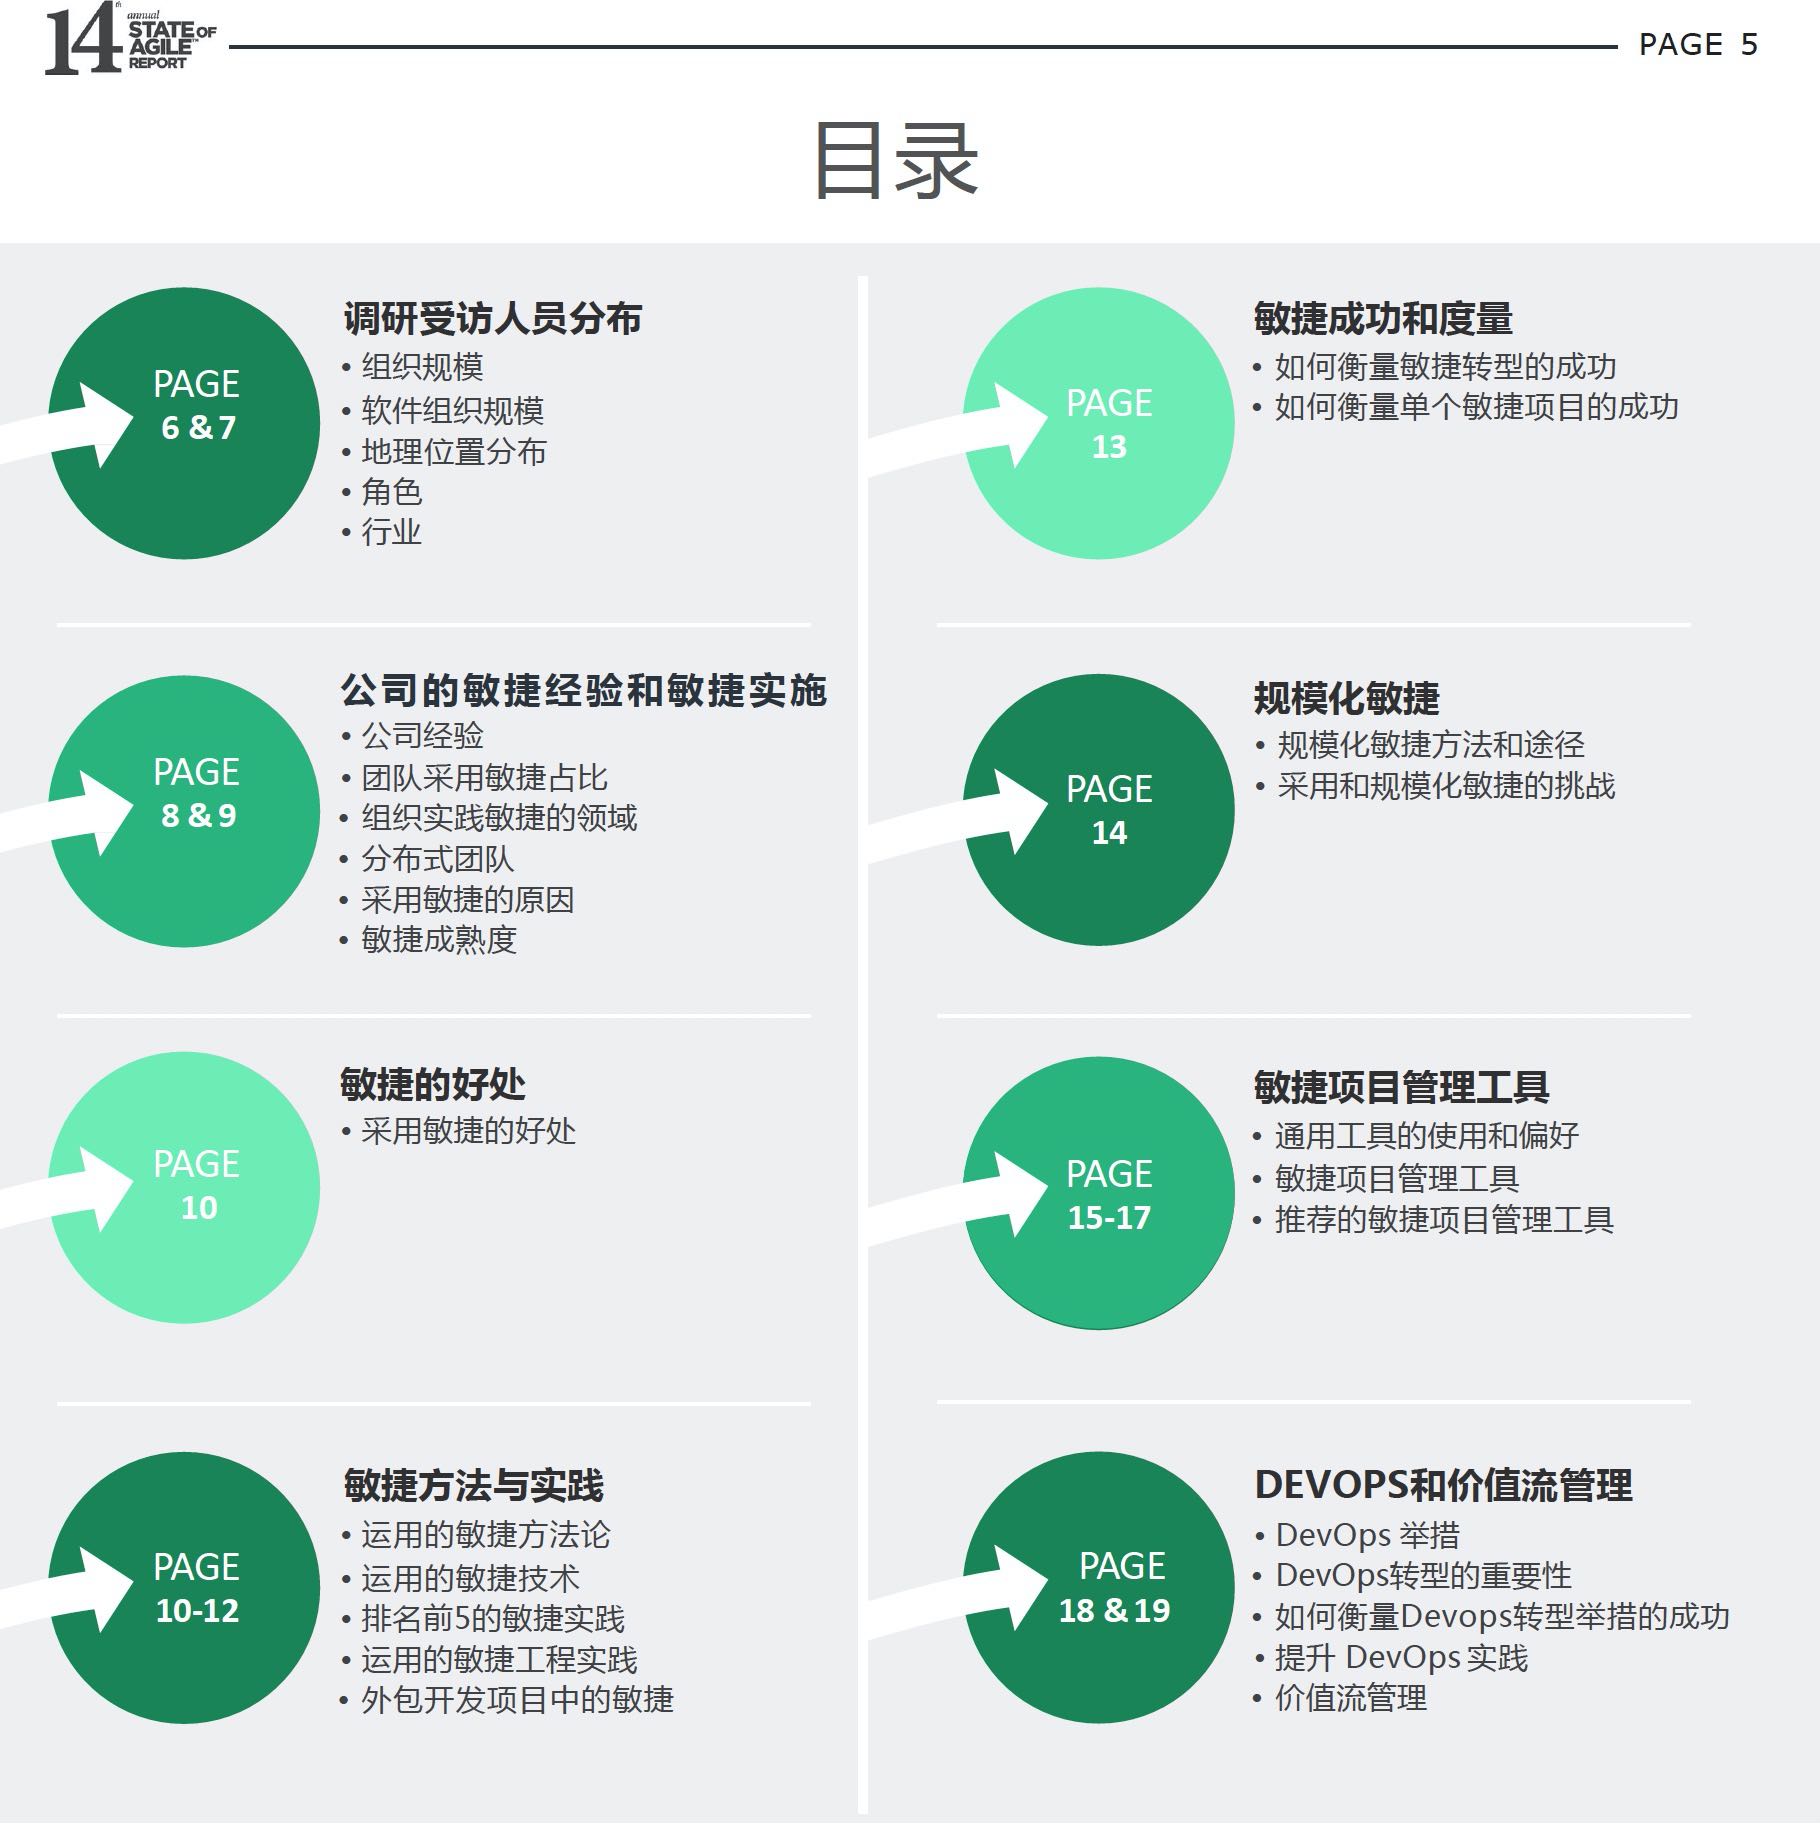 14th annual STATE OF AGILE™ REPORT
PAGE 5
目录
PAGE
6 & 7
调研受访人员分布
• 组织规模
• 软件组织规模
• 地理位置分布
• 角色
• 行业
PAGE
8 & 9
公司的敏捷经验和敏捷实施
• 公司经验
• 团队采用敏捷占比
• 组织实践敏捷的领域
• 分布式团队
• 采用敏捷的原因
• 敏捷成熟度
PAGE
10
敏捷的好处
• 采用敏捷的好处
PAGE
10-12
敏捷方法与实践
• 运用的敏捷方法论
• 运用的敏捷技术
• 排名前5的敏捷实践
• 运用的敏捷工程实践
• 外包开发项目中的敏捷
PAGE
13
敏捷成功和度量
• 如何衡量敏捷转型的成功
• 如何衡量单个敏捷项目的成功
PAGE
14
规模化敏捷
• 规模化敏捷方法和途径
• 采用和规模化敏捷的挑战
PAGE
15-17
敏捷项目管理工具
• 通用工具的使用和偏好
• 敏捷项目管理工具
• 推荐的敏捷项目管理工具
PAGE
18 & 19
DEVOPS和价值流管理
• DevOps 举措
• DevOps转型的重要性
• 如何衡量Devops转型举措的成功
• 提升 DevOps 实践
• 价值流管理